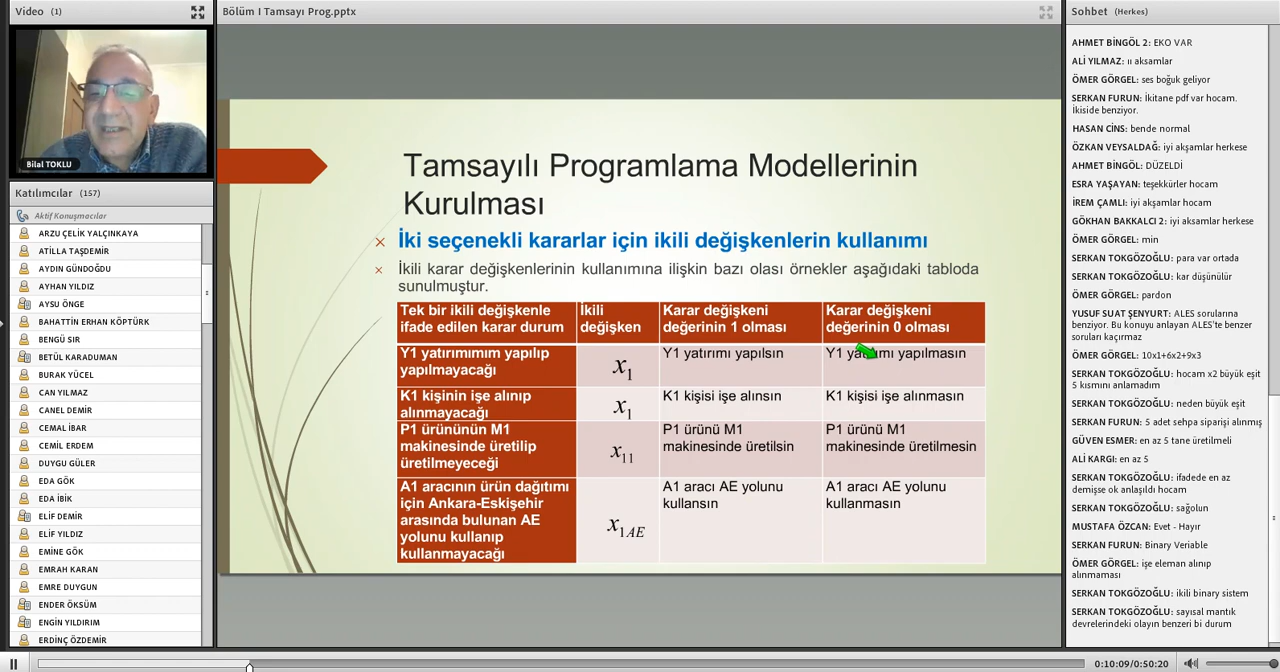 Video (1)
Bilal TOKLU
Katılımcılar (157)
Aktif Konuşmacılar
ARZU ÇELİK YALÇINKAYA
ATİLLA TAŞDEMİR
AYDIN GÜNDOĞDU
AYHAN YILDIZ
AYSU ÖNGE
BAHATTİN ERHAN KÖPTÜRK
BENGÜ SIR
BETÜL KARADUMAN
BURAK YÜCEL
CAN YILMAZ
CANEL DEMİR
CEMAL İBAR
CEMİL ERDEM
DUYGU GÜLER
EDA GÖK
EDA İBİK
ELİF DEMİR
ELİF YILDIZ
EMİNE GÖK
EMRAH KARAN
EMRE DUYGUN
ENDER ÖKSÜM
ENGİN YILDIRIM
ERDİNÇ ÖZDEMİR
Bölüm I Tamsayı Prog.pptx
Tamsayılı Programlama Modellerinin
Kurulması
İki seçenekli kararlar için ikili değişkenlerin kullanımı
İkili karar değişkenlerinin kullanımına ilişkin bazı olası örnekler aşağıdaki tabloda
sunulmuştur.
Tek bir ikili değişkenle
ifade edilen karar durum
İkili
değişken
Karar değişkeni
değerinin 1 olması
Karar değişkeni
değerinin 0 olması
Y1 yatırımımım yapılıp
yapılmayacağı
x1
Y1 yatırımı yapılsın
Y1 yatırımı yapılmasın
K1 kişinin işe alınıp
alınmayacağı
x1
K1 kişisi işe alınsın
K1 kişisi işe alınmasın
P1 ürününün M1
makinesinde üretilip
üretilmeyeceği
x11
P1 ürünü M1
makinesinde üretilsin
P1 ürünü M1
makinesinde üretilmesin
A1 aracının ürün dağıtımı
için Ankara-Eskişehir
arasında bulunan AE
yolunu kullanıp
kullanmayacağı
x1AE
A1 aracı AE yolunu
kullansın
A1 aracı AE yolunu
kullanmasın
Sohbet (Herkes)
AHMET BİNGÖL 2: EKO VAR
ALİ YILMAZ: ıı aksamlar
ÖMER GÖRGEL: ses boğuk geliyor
SERKAN FURUN: İkitane pdf var hocam.
İkiside benziyor.
HASAN CİNS: bende normal
ÖZKAN VEYSALDAĞ: iyi akşamlar herkese
AHMET BİNGÖL: DÜZELDİ
ESRA YAŞAYAN: teşekkürler hocam
İREM ÇAMLI: iyi akşamlar hocam
GÖKHAN BAKKALCI 2: iyi aksamlar herkese
ÖMER GÖRGEL: min
SERKAN TOKGÖZOĞLU: para var ortada
SERKAN TOKGÖZOĞLU: kar düşünülür
ÖMER GÖRGEL: pardon
YUSUF SUAT ŞENYURT: ALES sorularına
benziyor. Bu konuyu anlayan ALES'te benzer
soruları kaçırmaz
ÖMER GÖRGEL: 10x1+6x2+9x3
SERKAN TOKGÖZOĞLU: hocam x2 büyük eşit
5 kısmını anlamadım
SERKAN TOKGÖZOĞLU: neden büyük eşit
SERKAN FURUN: 5 adet sehpa siparişi alınmış
GÜVEN ESMER: en az 5 tane üretilmeli
ALİ KARGI: en az 5
SERKAN TOKGÖZOĞLU: ifadede en az
demişse ok anlaşıldı hocam
SERKAN TOKGÖZOĞLU: sağolun
MUSTAFA ÖZCAN: Evet - Hayır
SERKAN FURUN: Binary Veriable
ÖMER GÖRGEL: işe eleman alınıp
alınmaması
SERKAN TOKGÖZOĞLU: ikili binary sistem
SERKAN TOKGÖZOĞLU: sayısal mantık
devrelerindeki olayın benzeri bi durum
0:10:09/0:50:20